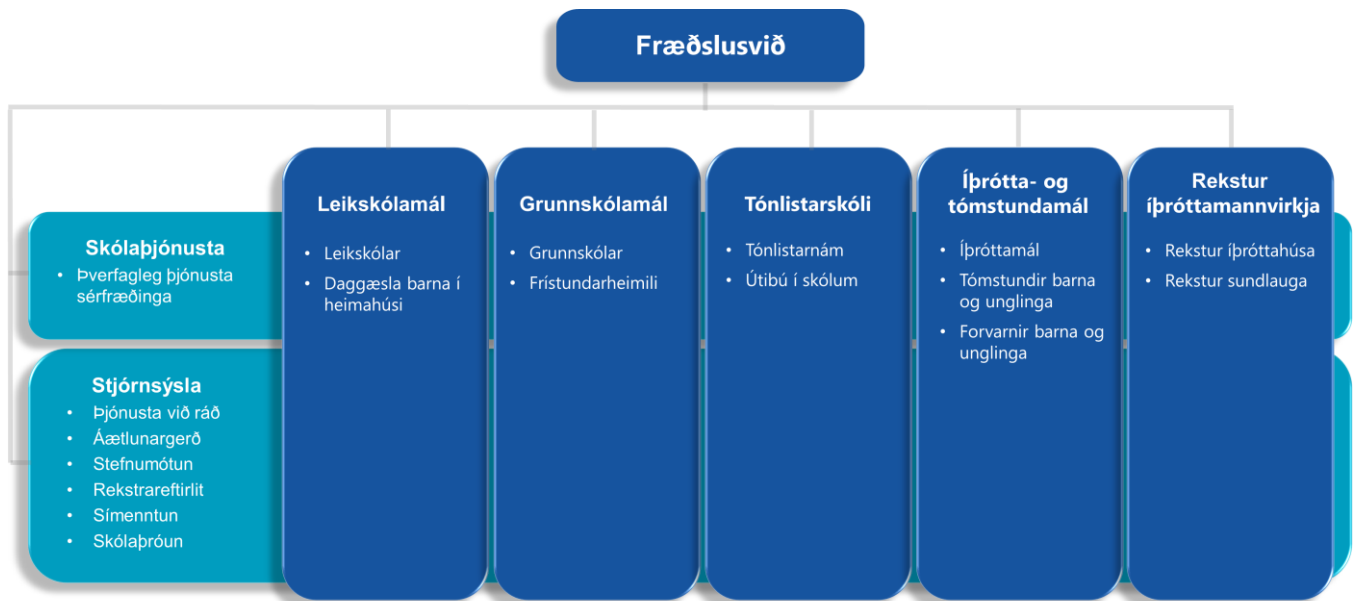 Fræðslusvið
Skólaþjónusta
• Þverfagleg þjónusta
sérfræðinga
Stjórnsýsla
• Þjónusta við ráð
• Áætlunargerð
• Stefnumótun
• Rekstrareftirlit
• Símenntun
• Skólaþróun
Leikskólamál
• Leikskólar
• Daggæsla barna í
heimahúsi
Grunnskólamál
• Grunnskólar
• Frístundarheimili
Tónlistarskóli
• Tónlistarnám
• Útibú í skólum
Íþrótta- og
tómstundamál
• Íþróttamál
• Tómstundir barna
og unglinga
• Forvarnir barna og
unglinga
Rekstur
íþróttamannvirkja
• Rekstur íþróttahúsa
• Rekstur sundlauga